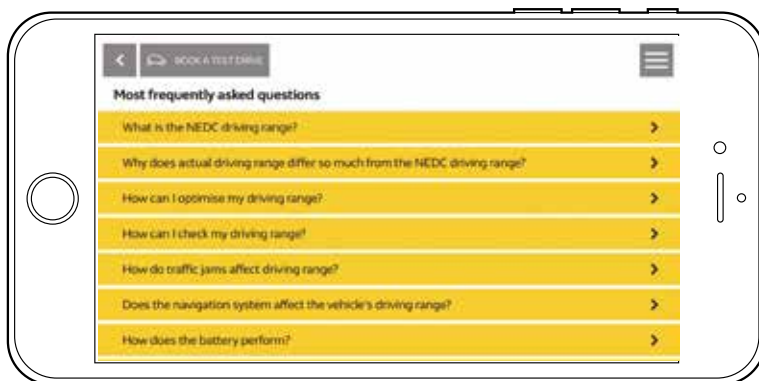 BOOK A TEST DRIVE
Most frequently asked questions
What is the NEDC driving range?
Why does actual driving range differ so much from the NEDC driving range?
How can I optimise my driving range?
How can I check my driving range?
How do traffic jams affect driving range?
Does the navigation system affect the vehicle's driving range?
How does the battery perform?